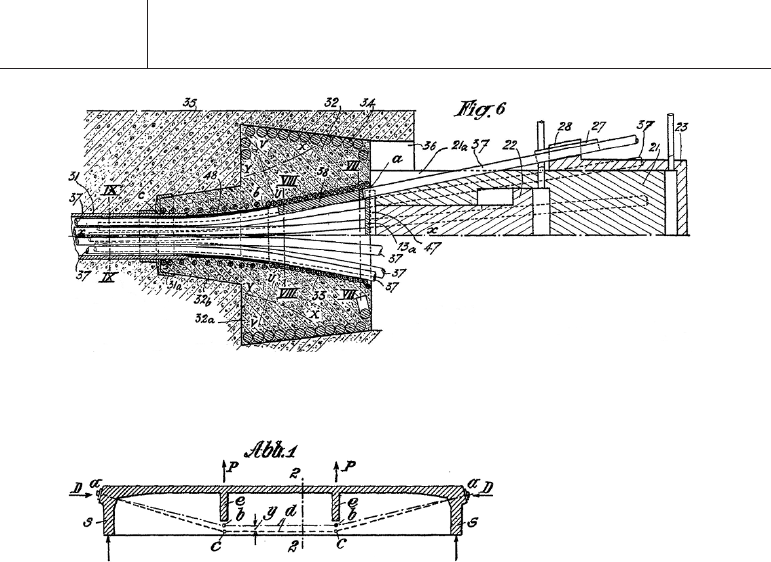 35 32 34 Fig. 6
28 27
37 23
36 21a 37 22 21
VII
a
31 IX c 48 VIII 38
37 V X Y b
x
13a 47
37
37
37
37 IX 31a 32b Y VIII 33 VII
32a V X
Abb. 1
P 2 P
D a a D
e e
s b y d b s
c 2 c